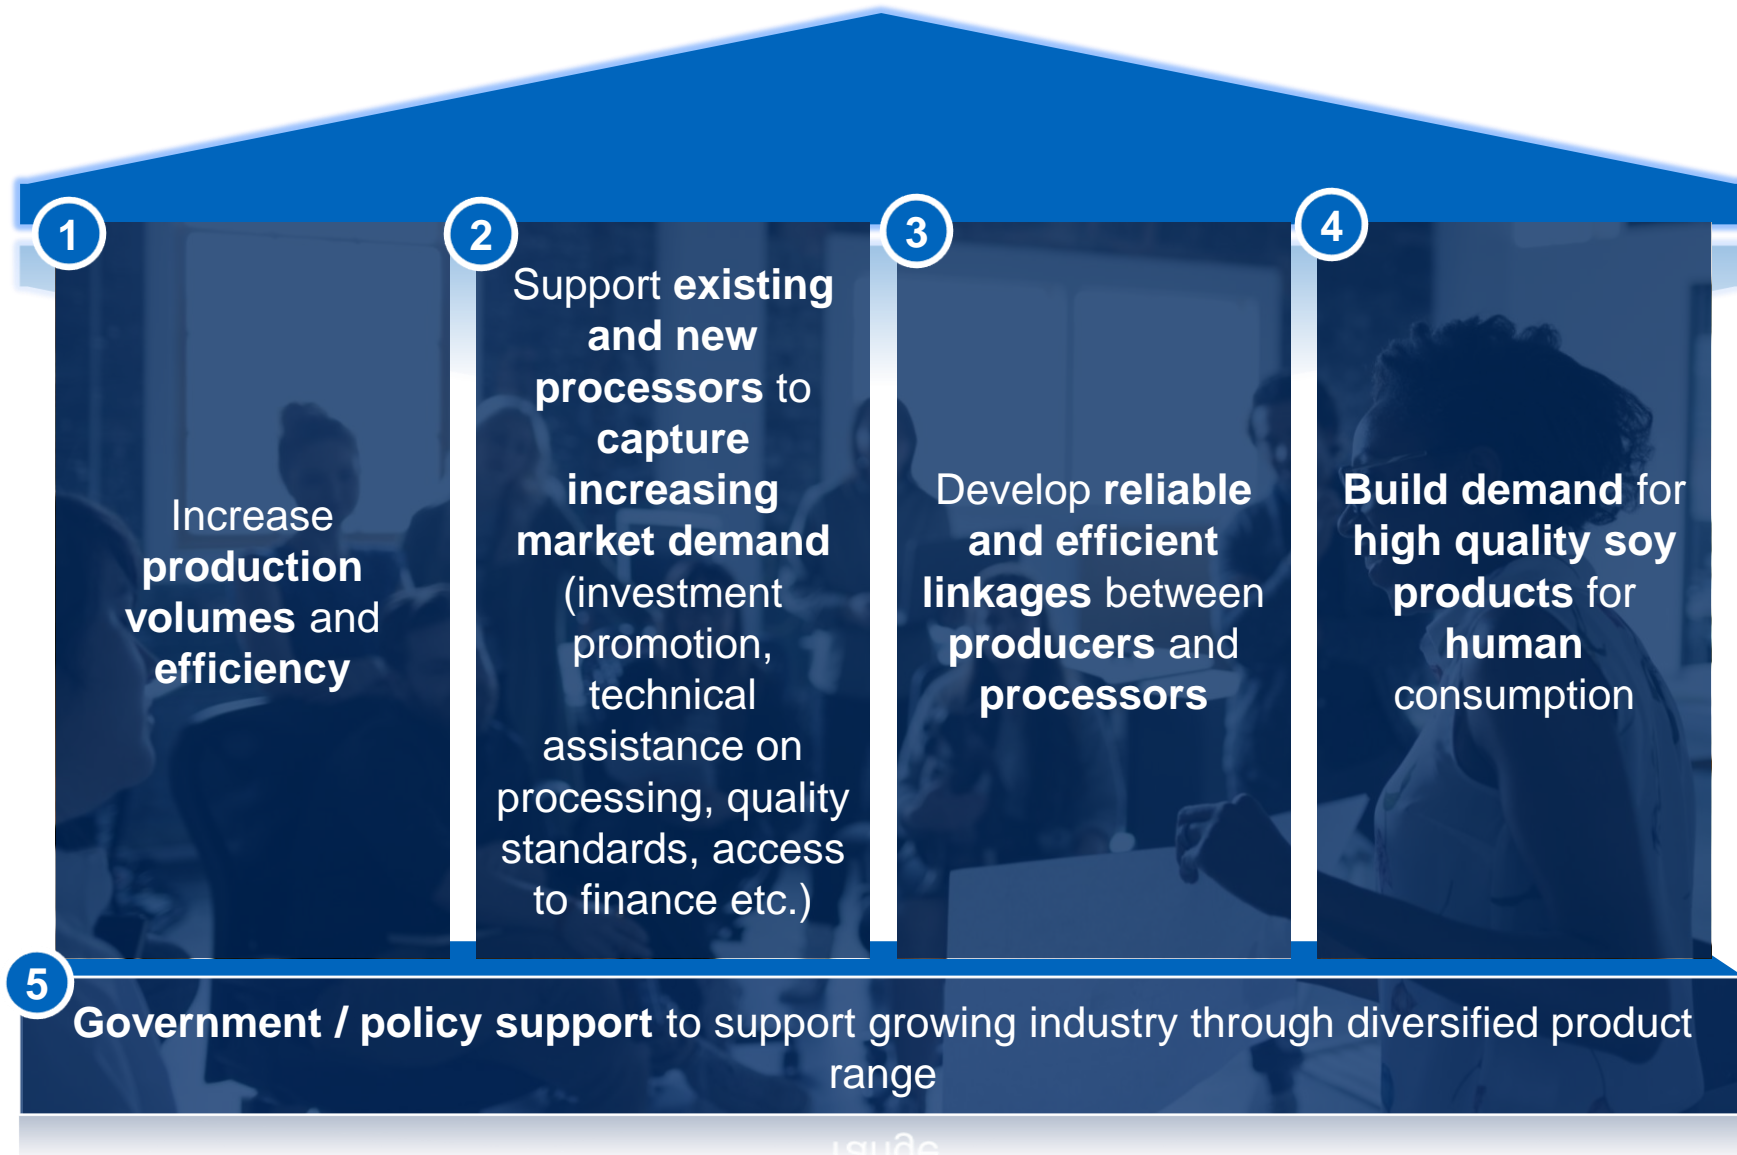 1
Increase
production
volumes and
efficiency
2
Support existing
and new
processors to
capture
increasing
market demand
(investment
promotion,
technical
assistance on
processing, quality
standards, access
to finance etc.)
3
Develop reliable
and efficient
linkages between
producers and
processors
4
Build demand for
high quality soy
products for
human
consumption
5
Government / policy support to support growing industry through diversified product
range